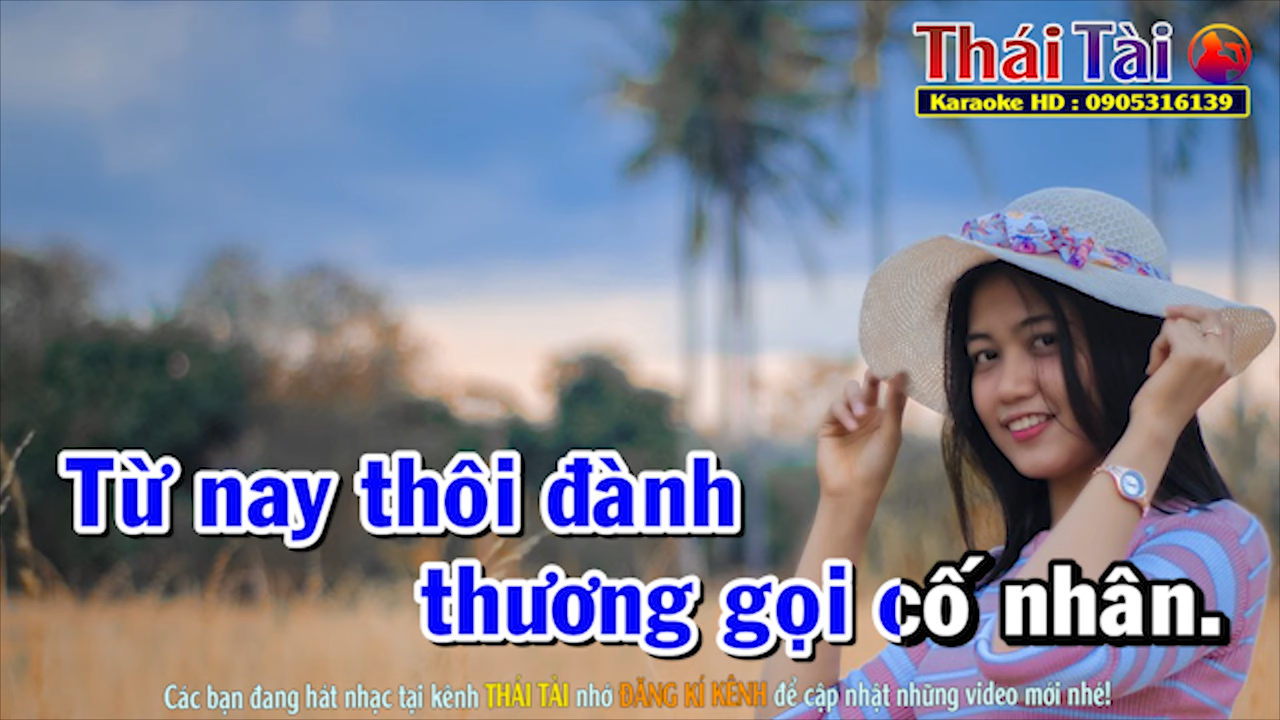 Thái Tài
Karaoke HD : 0905316139
Từ nay thôi đành
thương gọi cố nhân.
Các bạn đang hát nhạc tại kênh THÁI TÀI nhớ ĐĂNG KÍ KÊNH để cập nhật những video mới nhé!